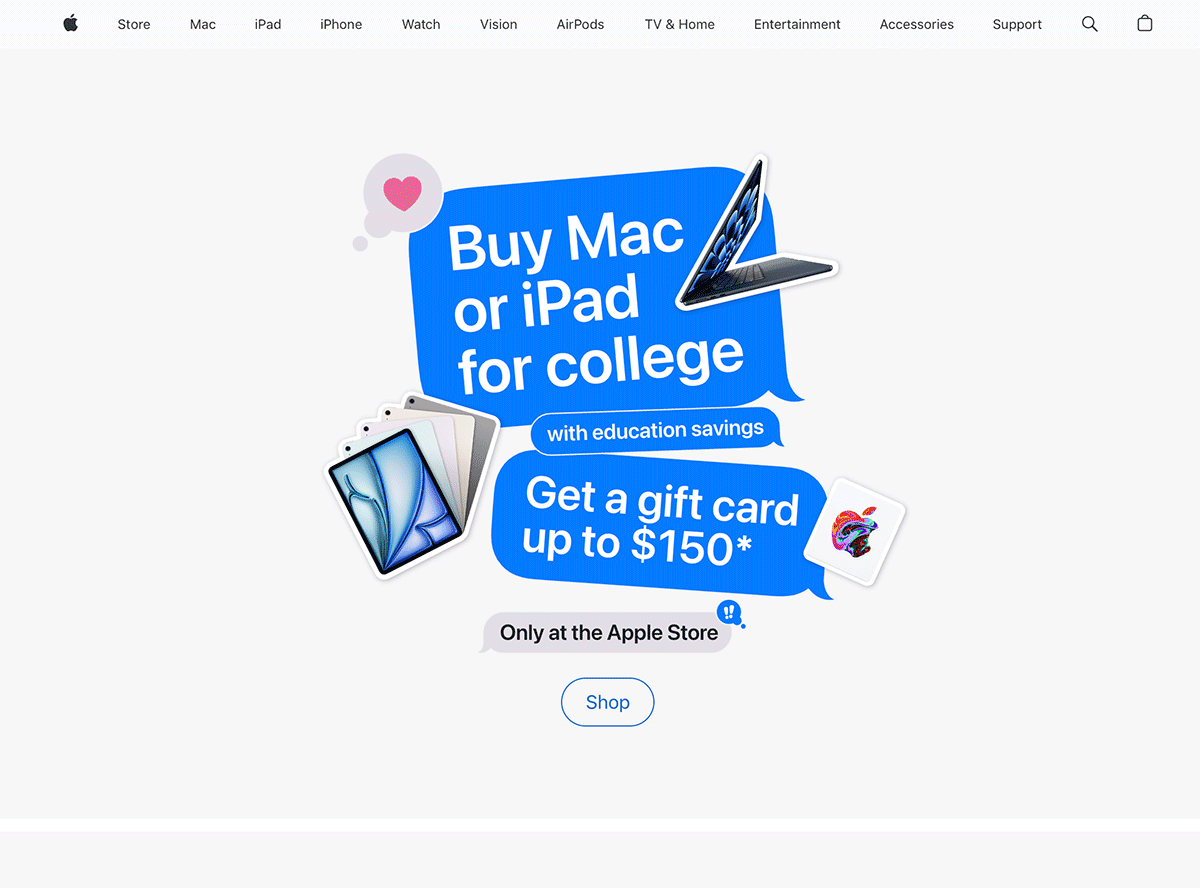 Store Mac iPad iPhone Watch Vision AirPods TV & Home Entertainment Accessories Support
Buy Mac
or iPad
for college
with education savings
Get a gift card
up to $150*
Only at the Apple Store
!!
Shop